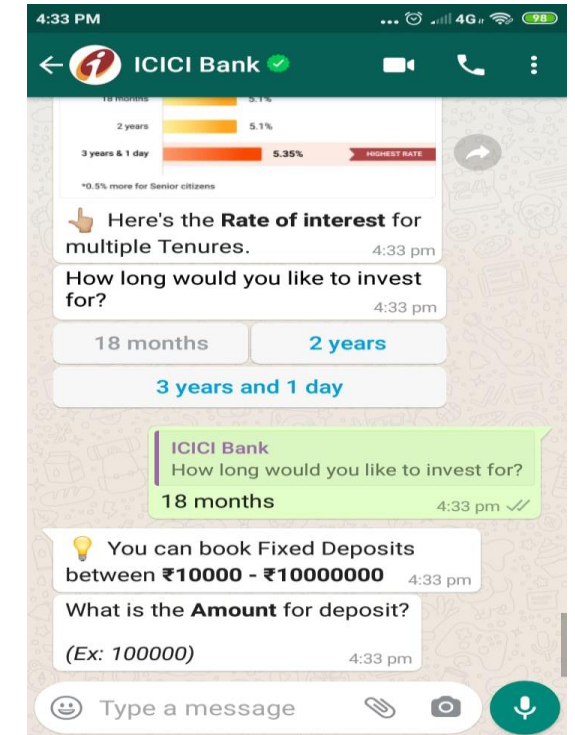 4:33 PM
4G
98
ICICI Bank
18 months 5.1%
2 years 5.1%
3 years & 1 day 5.35% HIGHEST RATE
*0.5% more for Senior citizens
👆 Here's the Rate of interest for
multiple Tenures. 4:33 pm
How long would you like to invest
for? 4:33 pm
18 months 2 years
3 years and 1 day
ICICI Bank
How long would you like to invest for?
18 months 4:33 pm
💡 You can book Fixed Deposits
between ₹10000 - ₹10000000 4:33 pm
What is the Amount for deposit?
(Ex: 100000) 4:33 pm
Type a message